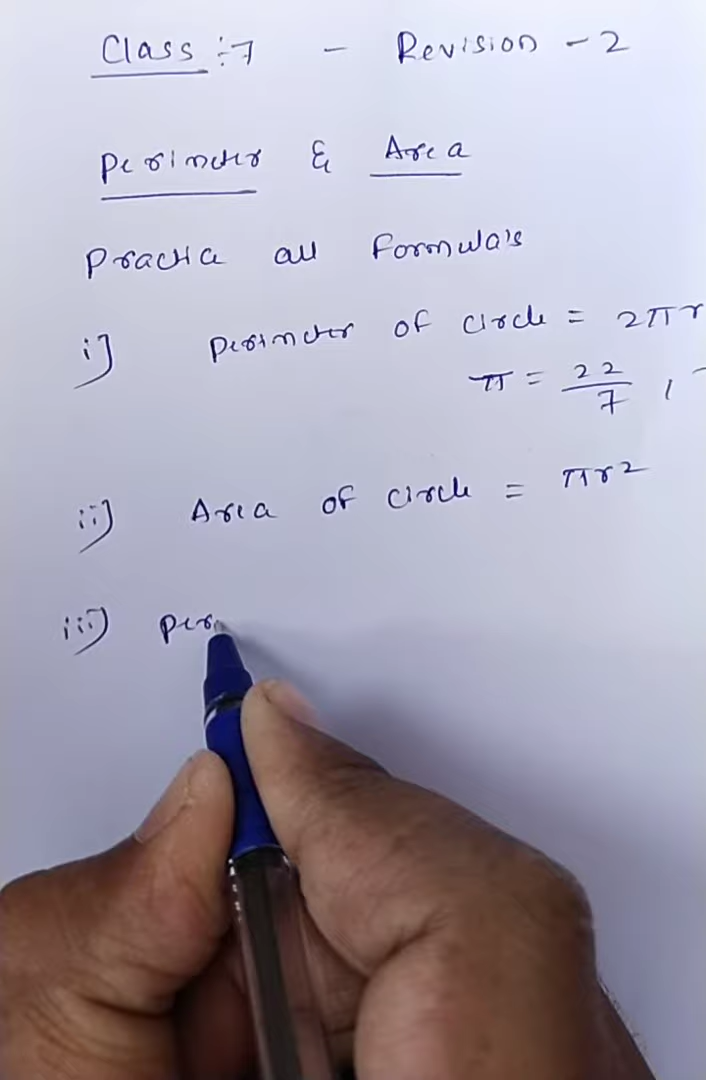 Class :- 7 - Revision - 2
Perimeter & Area
Practice all Formula's
i] Perimeter of circle = 2πr
π = 22/7 ,
ii] Area of circle = πr²
iii] per